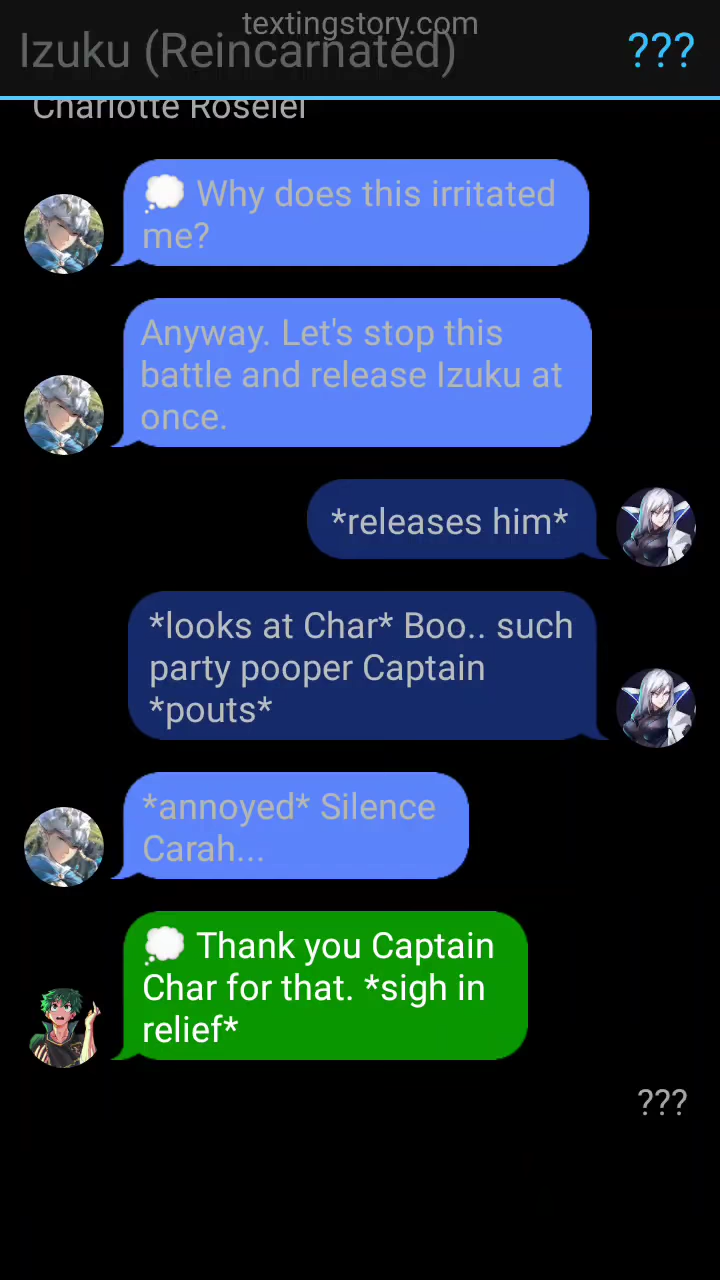 textingstory.com
Izuku (Reincarnated)
???
Charlotte Roselei
💭 Why does this irritated
me?
Anyway. Let's stop this
battle and release Izuku at
once.
*releases him*
*looks at Char* Boo.. such
party pooper Captain
*pouts*
*annoyed* Silence
Carah...
💭 Thank you Captain
Char for that. *sigh in
relief*
???